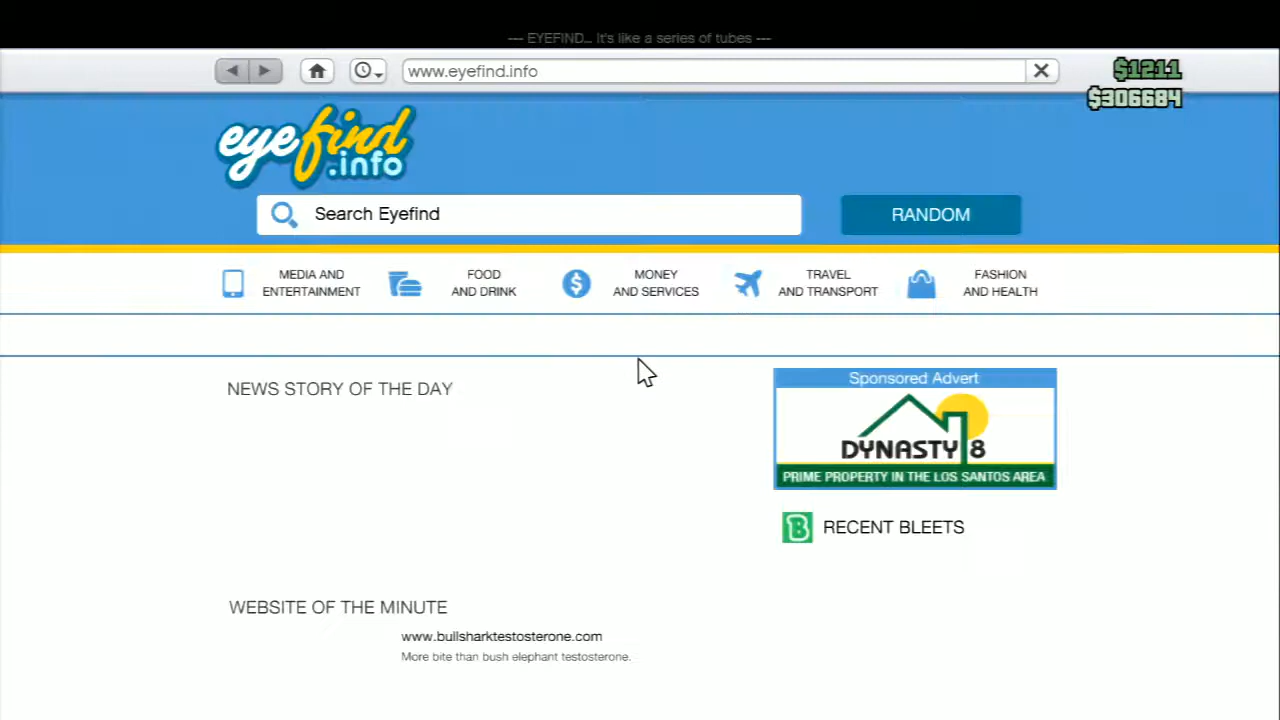 --- EYEFIND... It's like a series of tubes ---
www.eyefind.info
$1211
$306684
eyefind
.info
Search Eyefind
RANDOM
MEDIA AND
ENTERTAINMENT
FOOD
AND DRINK
MONEY
AND SERVICES
TRAVEL
AND TRANSPORT
FASHION
AND HEALTH
NEWS STORY OF THE DAY
Sponsored Advert
DYNASTY 8
PRIME PROPERTY IN THE LOS SANTOS AREA
B RECENT BLEETS
WEBSITE OF THE MINUTE
www.bullsharktestosterone.com
More bite than bush elephant testosterone.